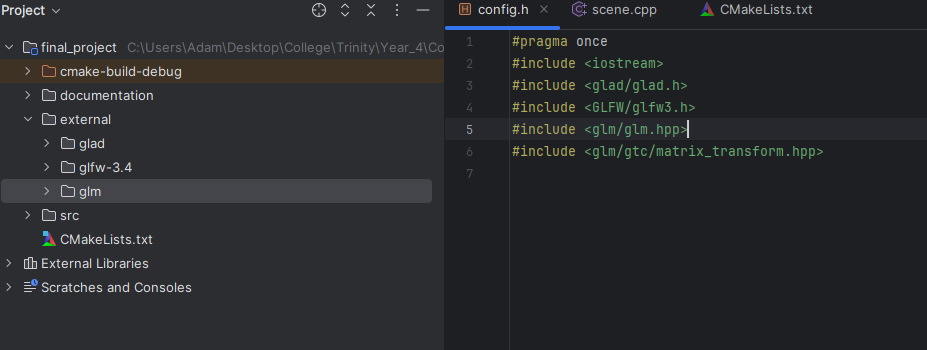 Project
final_project C:\Users\Adam\Desktop\College\Trinity\Year_4\Co
cmake-build-debug
documentation
external
glad
glfw-3.4
glm
src
CMakeLists.txt
External Libraries
Scratches and Consoles
config.h scene.cpp CMakeLists.txt
1 #pragma once
2 #include <iostream>
3 #include <glad/glad.h>
4 #include <GLFW/glfw3.h>
5 #include <glm/glm.hpp>
6 #include <glm/gtc/matrix_transform.hpp>
7